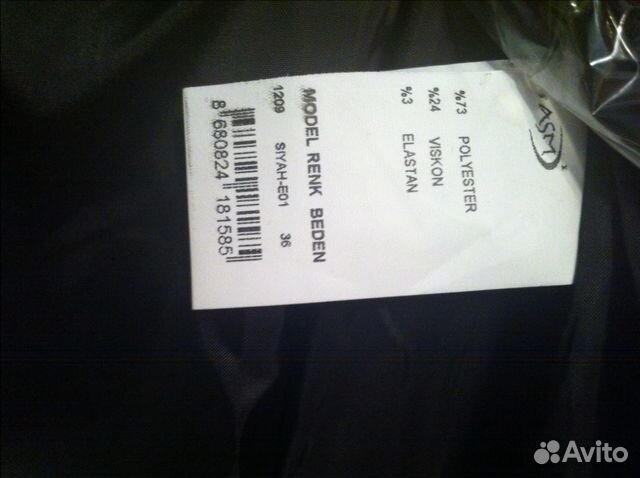 ASM
%73 POLYESTER
%24 VISKON
%3 ELASTAN
MODEL RENK BEDEN
1209 SIYAH-E01 36
8 680824 181585
Avito